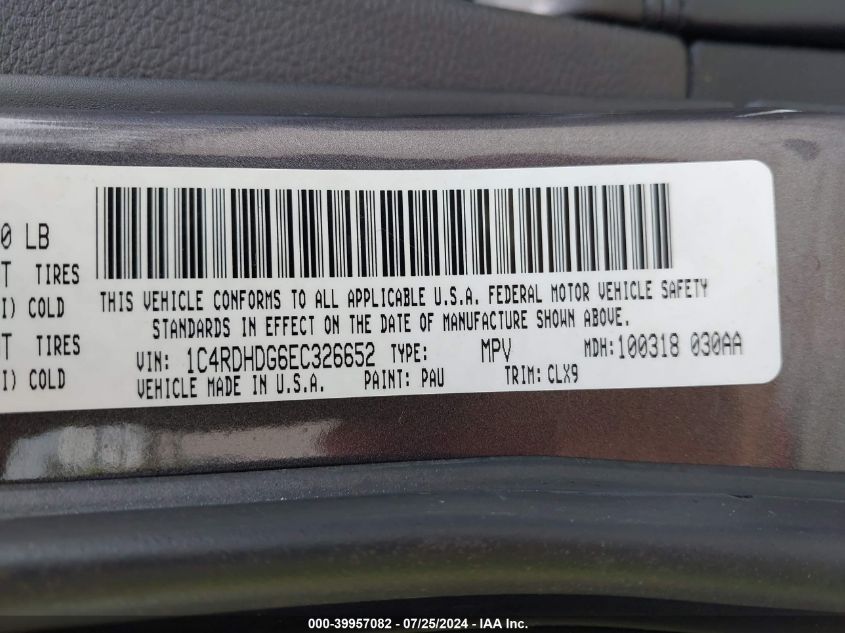 0 LB
T TIRES
I) COLD
ST TIRES
I) COLD
THIS VEHICLE CONFORMS TO ALL APPLICABLE U.S.A. FEDERAL MOTOR VEHICLE SAFETY
STANDARDS IN EFFECT ON THE DATE OF MANUFACTURE SHOWN ABOVE.
VIN: 1C4RDHDG6EC326652 TYPE: MPV MDH:100318 030AA
VEHICLE MADE IN U.S.A. PAINT: PAU TRIM: CLX9
000-39957082 - 07/25/2024 - IAA Inc.